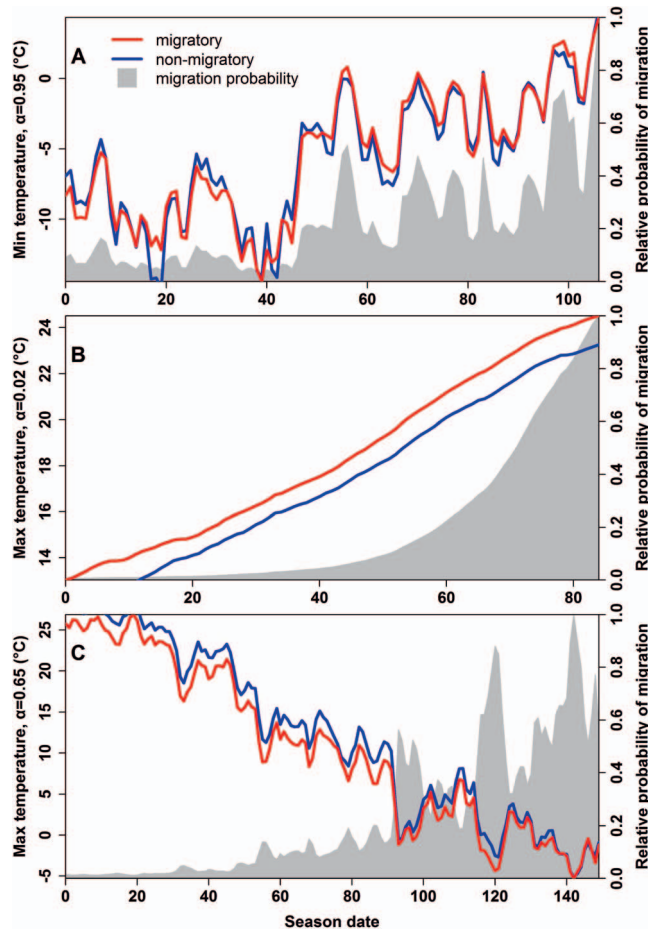 A
migratory
non-migratory
migration probability
Min temperature, α=0.95 (°C)
0
-5
-10
Relative probability of migration
1.0
0.8
0.6
0.4
0.2
0.0
0 20 40 60 80 100
B
Max temperature, α=0.02 (°C)
24
22
20
18
16
14
Relative probability of migration
1.0
0.8
0.6
0.4
0.2
0.0
0 20 40 60 80
C
Max temperature, α=0.65 (°C)
25
20
15
10
5
0
-5
Relative probability of migration
1.0
0.8
0.6
0.4
0.2
0.0
0 20 40 60 80 100 120 140
Season date